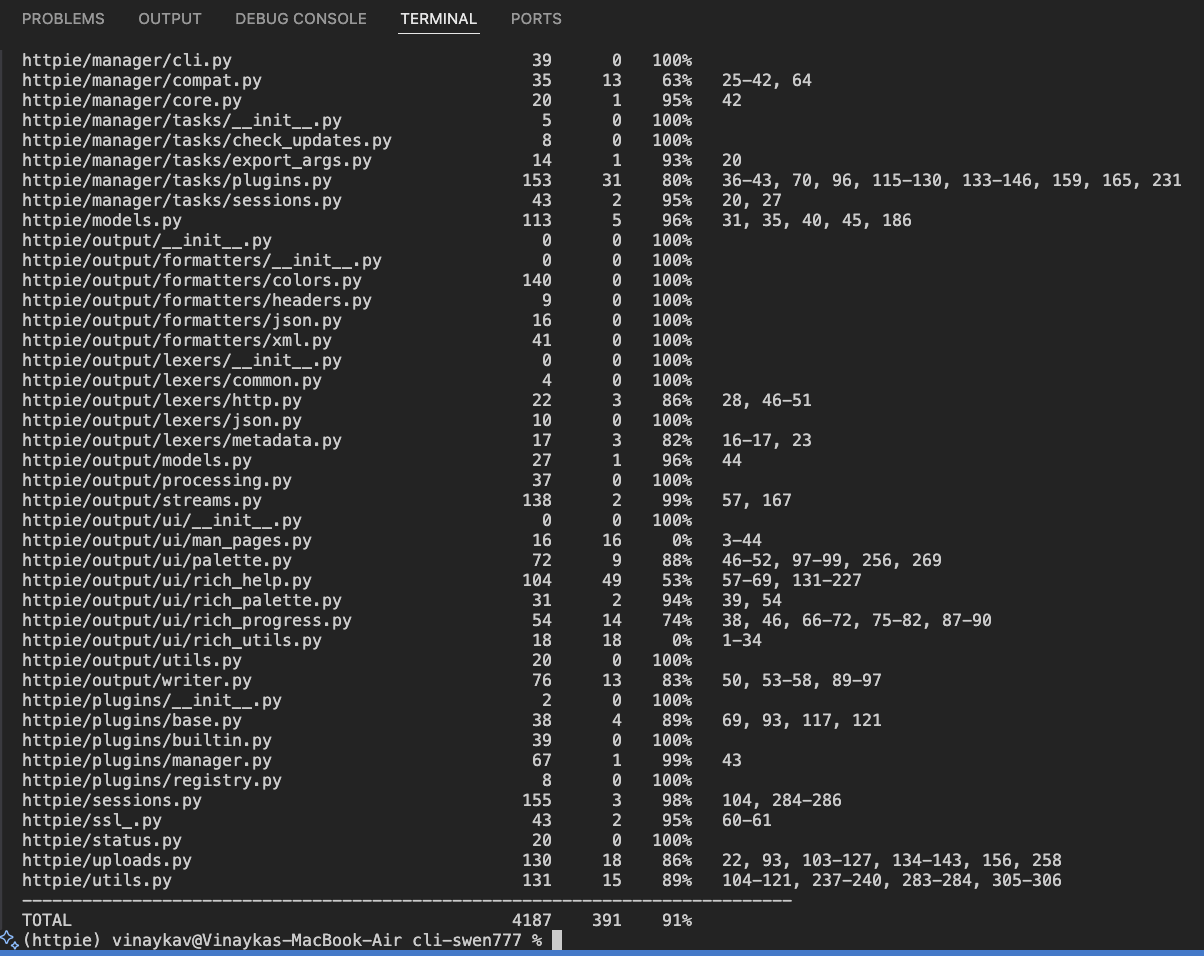 PROBLEMS OUTPUT DEBUG CONSOLE TERMINAL PORTS
httpie/manager/cli.py 39 0 100%
httpie/manager/compat.py 35 13 63% 25-42, 64
httpie/manager/core.py 20 1 95% 42
httpie/manager/tasks/__init__.py 5 0 100%
httpie/manager/tasks/check_updates.py 8 0 100%
httpie/manager/tasks/export_args.py 14 1 93% 20
httpie/manager/tasks/plugins.py 153 31 80% 36-43, 70, 96, 115-130, 133-146, 159, 165, 231
httpie/manager/tasks/sessions.py 43 2 95% 20, 27
httpie/models.py 113 5 96% 31, 35, 40, 45, 186
httpie/output/__init__.py 0 0 100%
httpie/output/formatters/__init__.py 0 0 100%
httpie/output/formatters/colors.py 140 0 100%
httpie/output/formatters/headers.py 9 0 100%
httpie/output/formatters/json.py 16 0 100%
httpie/output/formatters/xml.py 41 0 100%
httpie/output/lexers/__init__.py 0 0 100%
httpie/output/lexers/common.py 4 0 100%
httpie/output/lexers/http.py 22 3 86% 28, 46-51
httpie/output/lexers/json.py 10 0 100%
httpie/output/lexers/metadata.py 17 3 82% 16-17, 23
httpie/output/models.py 27 1 96% 44
httpie/output/processing.py 37 0 100%
httpie/output/streams.py 138 2 99% 57, 167
httpie/output/ui/__init__.py 0 0 100%
httpie/output/ui/man_pages.py 16 16 0% 3-44
httpie/output/ui/palette.py 72 9 88% 46-52, 97-99, 256, 269
httpie/output/ui/rich_help.py 104 49 53% 57-69, 131-227
httpie/output/ui/rich_palette.py 31 2 94% 39, 54
httpie/output/ui/rich_progress.py 54 14 74% 38, 46, 66-72, 75-82, 87-90
httpie/output/ui/rich_utils.py 18 18 0% 1-34
httpie/output/utils.py 20 0 100%
httpie/output/writer.py 76 13 83% 50, 53-58, 89-97
httpie/plugins/__init__.py 2 0 100%
httpie/plugins/base.py 38 4 89% 69, 93, 117, 121
httpie/plugins/builtin.py 39 0 100%
httpie/plugins/manager.py 67 1 99% 43
httpie/plugins/registry.py 8 0 100%
httpie/sessions.py 155 3 98% 104, 284-286
httpie/ssl_.py 43 2 95% 60-61
httpie/status.py 20 0 100%
httpie/uploads.py 130 18 86% 22, 93, 103-127, 134-143, 156, 258
httpie/utils.py 131 15 89% 104-121, 237-240, 283-284, 305-306
-----------------------------------------------------------------------------
TOTAL 4187 391 91%
(httpie) vinaykav@Vinaykas-MacBook-Air cli-swen777 %